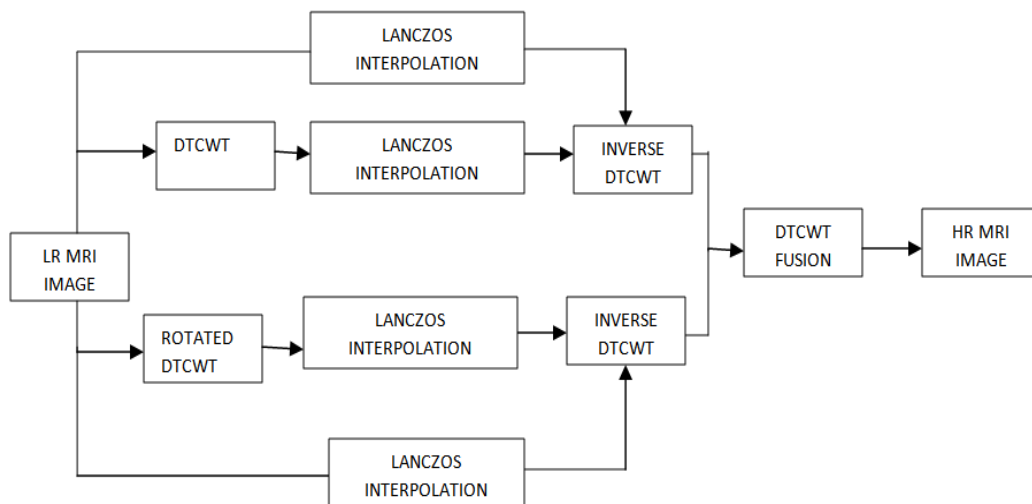 LANCZOS
INTERPOLATION
DTCWT
LANCZOS
INTERPOLATION
INVERSE
DTCWT
LR MRI
IMAGE
DTCWT
FUSION
HR MRI
IMAGE
ROTATED
DTCWT
LANCZOS
INTERPOLATION
INVERSE
DTCWT
LANCZOS
INTERPOLATION